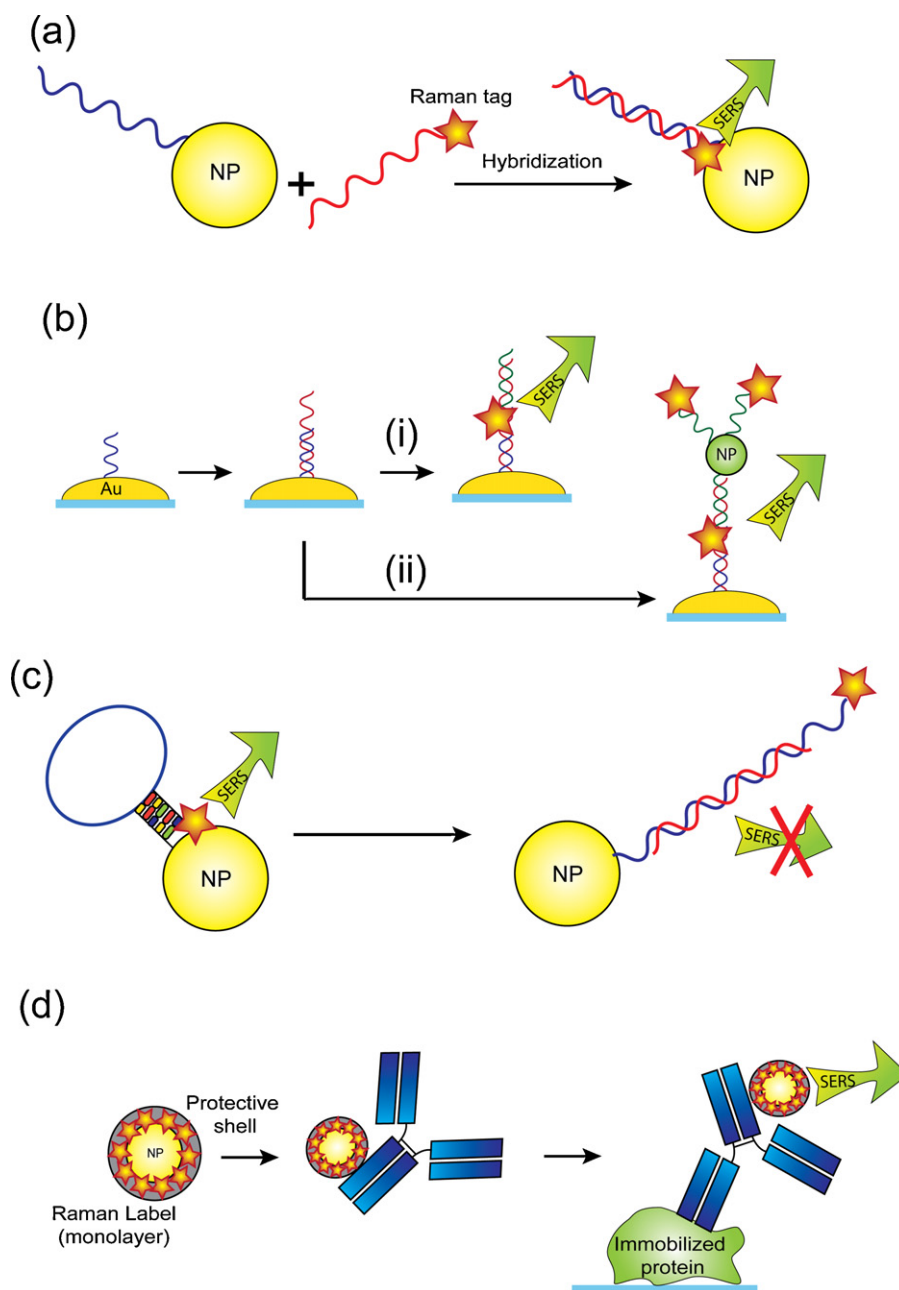 (a)
Raman tag
NP
+
Hybridization
SERS
NP
(b)
Au
(i)
SERS
(ii)
NP
SERS
(c)
SERS
NP
NP
SERS
(d)
NP
Protective
shell
Raman Label
(monolayer)
SERS
Immobilized
protein